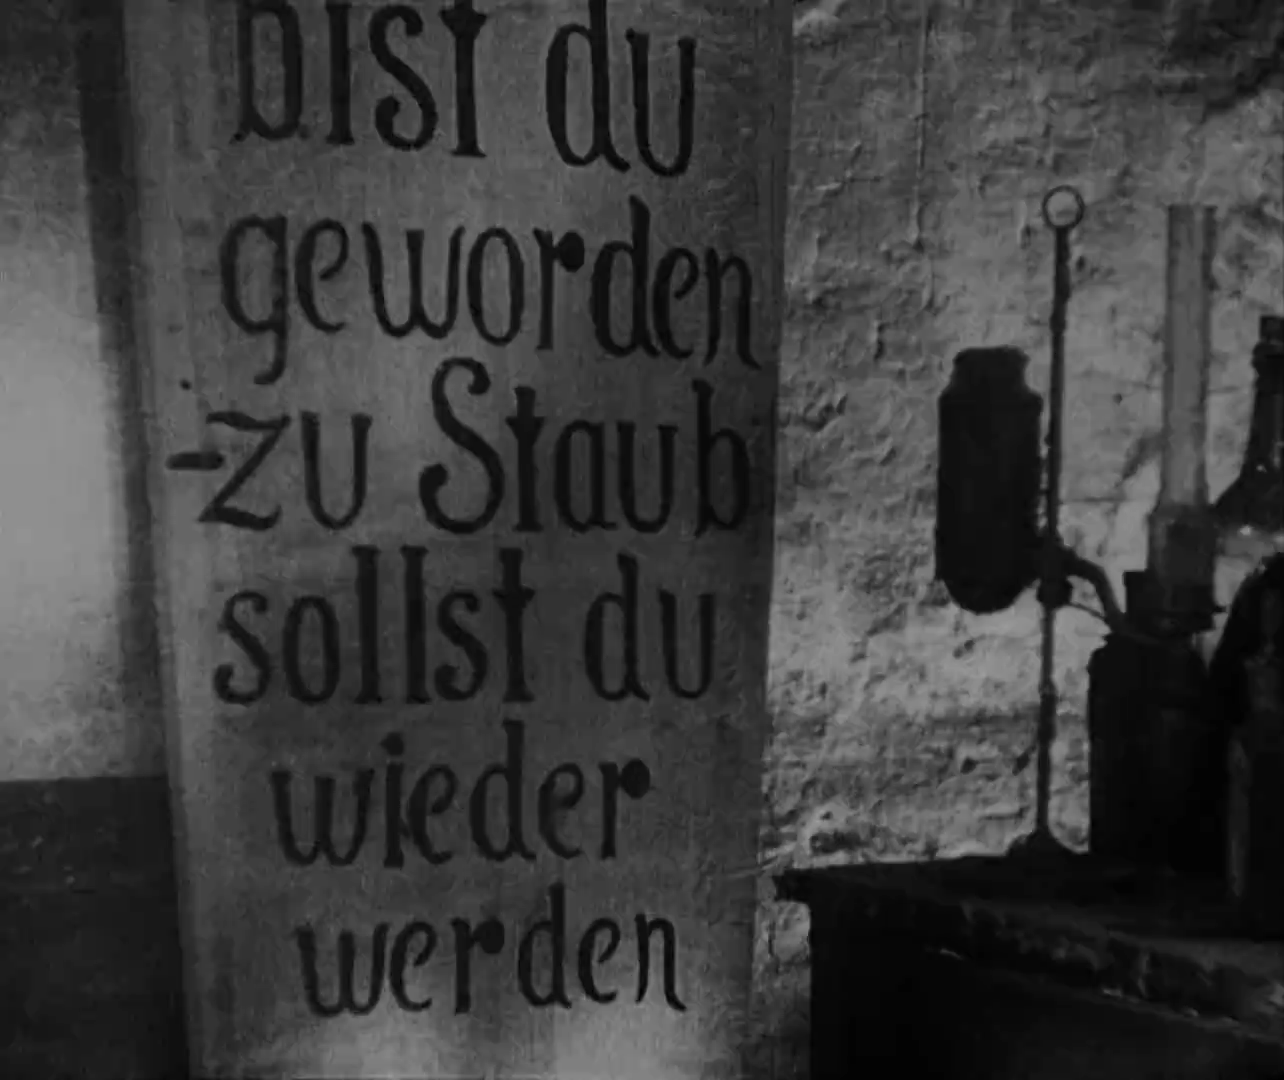 bist du
geworden
-zu Staub
sollst du
wieder
werden